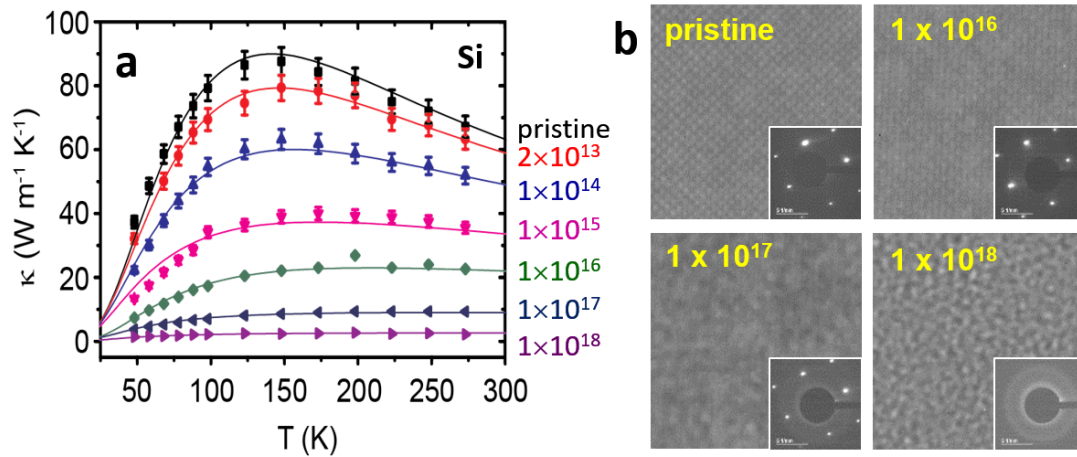 a
Si
κ (W m⁻¹ K⁻¹)
100
80
60
40
20
0
50
100
150
200
250
300
T (K)
pristine
2×10¹³
1×10¹⁴
1×10¹⁵
1×10¹⁶
1×10¹⁷
1×10¹⁸
b
pristine
1 x 10¹⁶
1 x 10¹⁷
1 x 10¹⁸